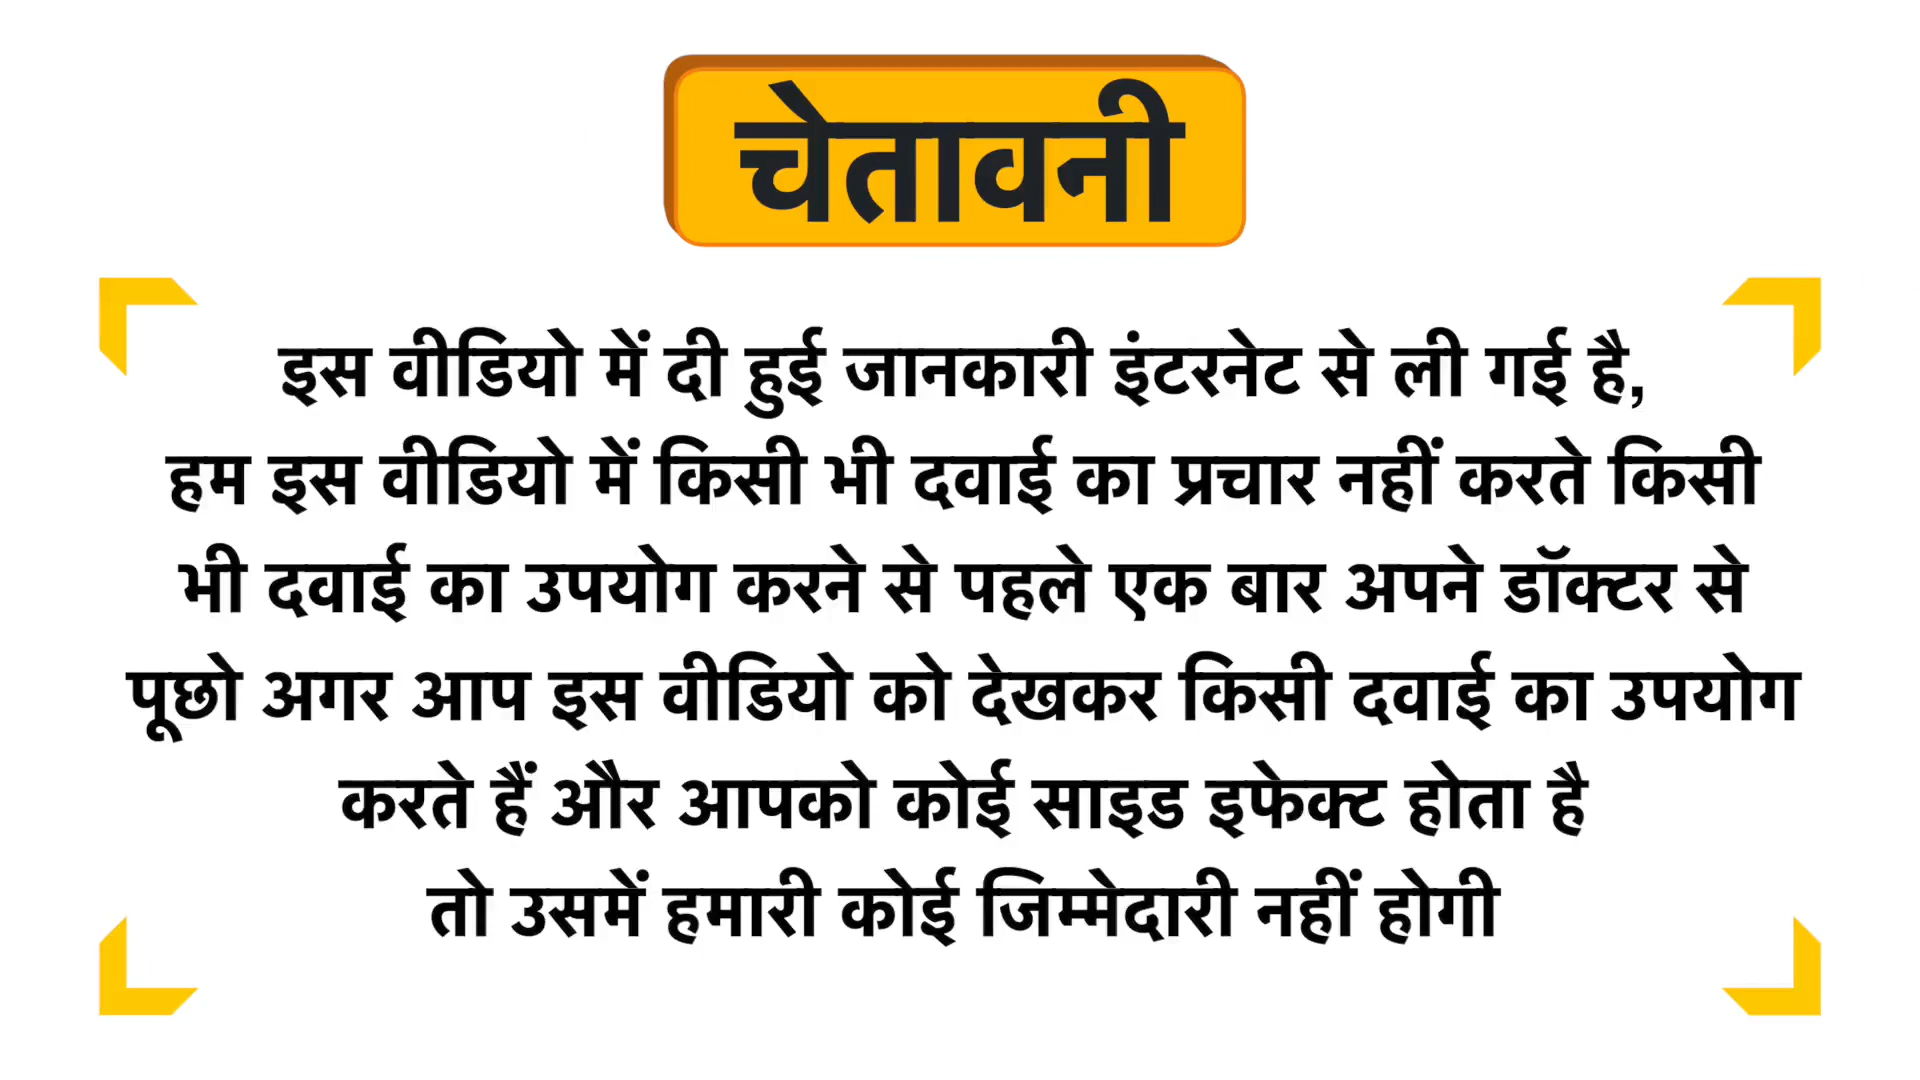 चेतावनी
इस वीडियो में दी हुई जानकारी इंटरनेट से ली गई है,
हम इस वीडियो में किसी भी दवाई का प्रचार नहीं करते किसी
भी दवाई का उपयोग करने से पहले एक बार अपने डॉक्टर से
पूछो अगर आप इस वीडियो को देखकर किसी दवाई का उपयोग
करते हैं और आपको कोई साइड इफेक्ट होता है
तो उसमें हमारी कोई जिम्मेदारी नहीं होगी